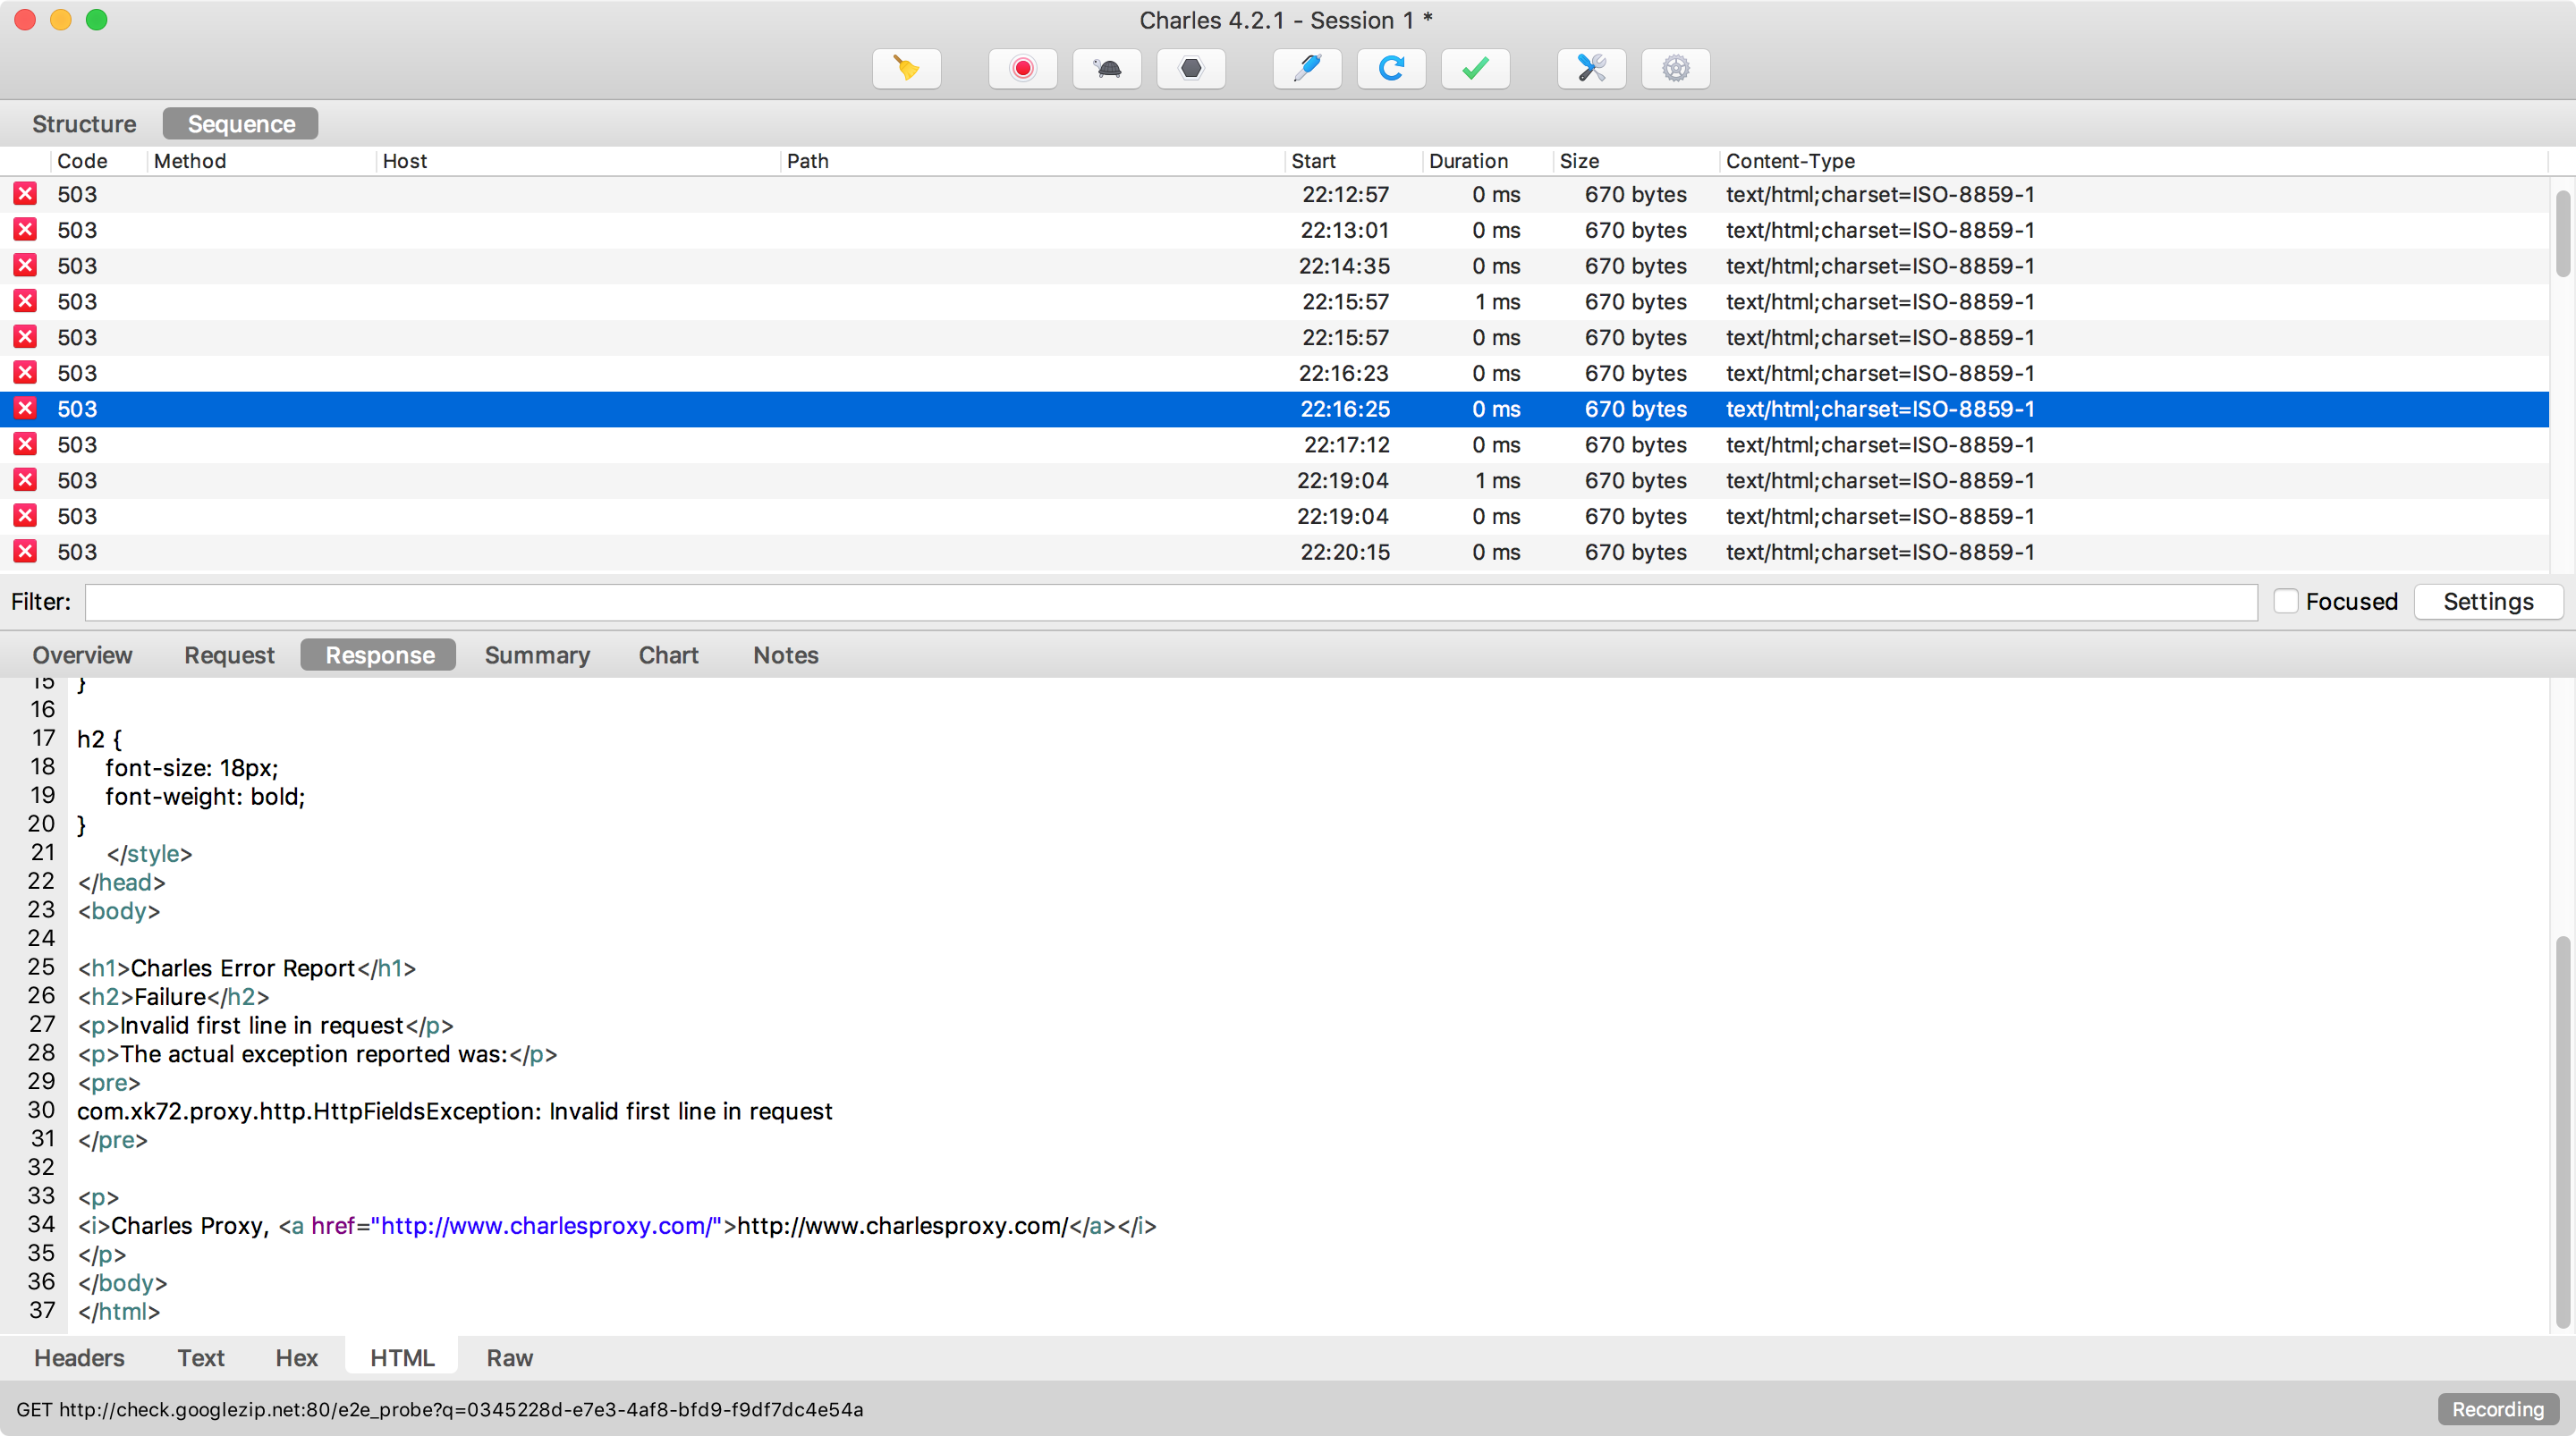 Charles 4.2.1 - Session 1 *
Structure Sequence
Code Method Host Path Start Duration Size Content-Type
503 22:12:57 0 ms 670 bytes text/html;charset=ISO-8859-1
503 22:13:01 0 ms 670 bytes text/html;charset=ISO-8859-1
503 22:14:35 0 ms 670 bytes text/html;charset=ISO-8859-1
503 22:15:57 1 ms 670 bytes text/html;charset=ISO-8859-1
503 22:15:57 0 ms 670 bytes text/html;charset=ISO-8859-1
503 22:16:23 0 ms 670 bytes text/html;charset=ISO-8859-1
503 22:16:25 0 ms 670 bytes text/html;charset=ISO-8859-1
503 22:17:12 0 ms 670 bytes text/html;charset=ISO-8859-1
503 22:19:04 1 ms 670 bytes text/html;charset=ISO-8859-1
503 22:19:04 0 ms 670 bytes text/html;charset=ISO-8859-1
503 22:20:15 0 ms 670 bytes text/html;charset=ISO-8859-1
Filter: Focused Settings
Overview Request Response Summary Chart Notes
15 }
16
17 h2 {
18 font-size: 18px;
19 font-weight: bold;
20 }
21 </style>
22 </head>
23 <body>
24
25 <h1>Charles Error Report</h1>
26 <h2>Failure</h2>
27 <p>Invalid first line in request</p>
28 <p>The actual exception reported was:</p>
29 <pre>
30 com.xk72.proxy.http.HttpFieldsException: Invalid first line in request
31 </pre>
32
33 <p>
34 <i>Charles Proxy, <a href="http://www.charlesproxy.com/">http://www.charlesproxy.com/</a></i>
35 </p>
36 </body>
37 </html>
Headers Text Hex HTML Raw
GET http://check.googlezip.net:80/e2e_probe?q=0345228d-e7e3-4af8-bfd9-f9df7dc4e54a Recording